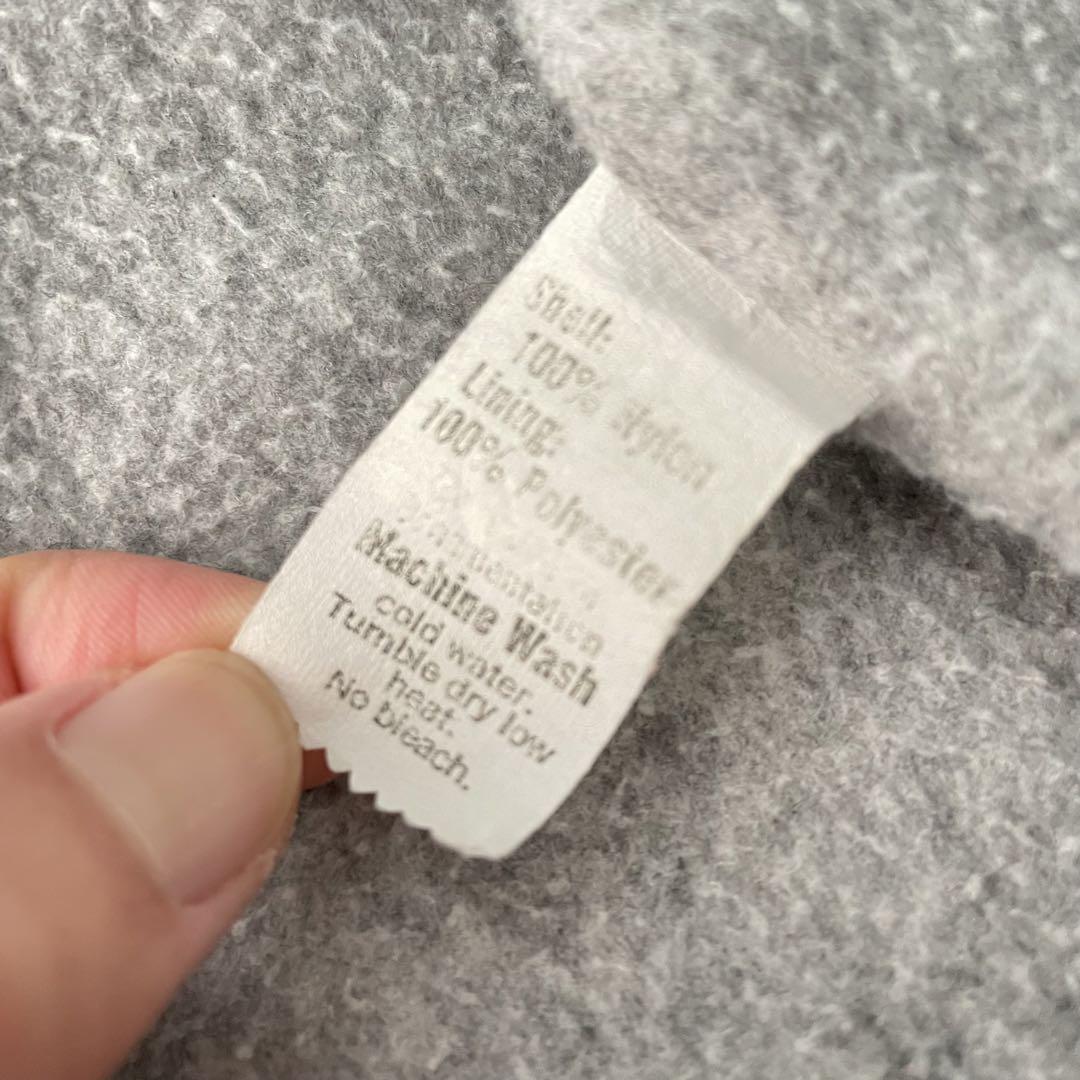 Shell:
100% Nylon
Lining:
100% Polyester
Machine Wash
cold water.
Tumble dry low
heat.
No bleach.